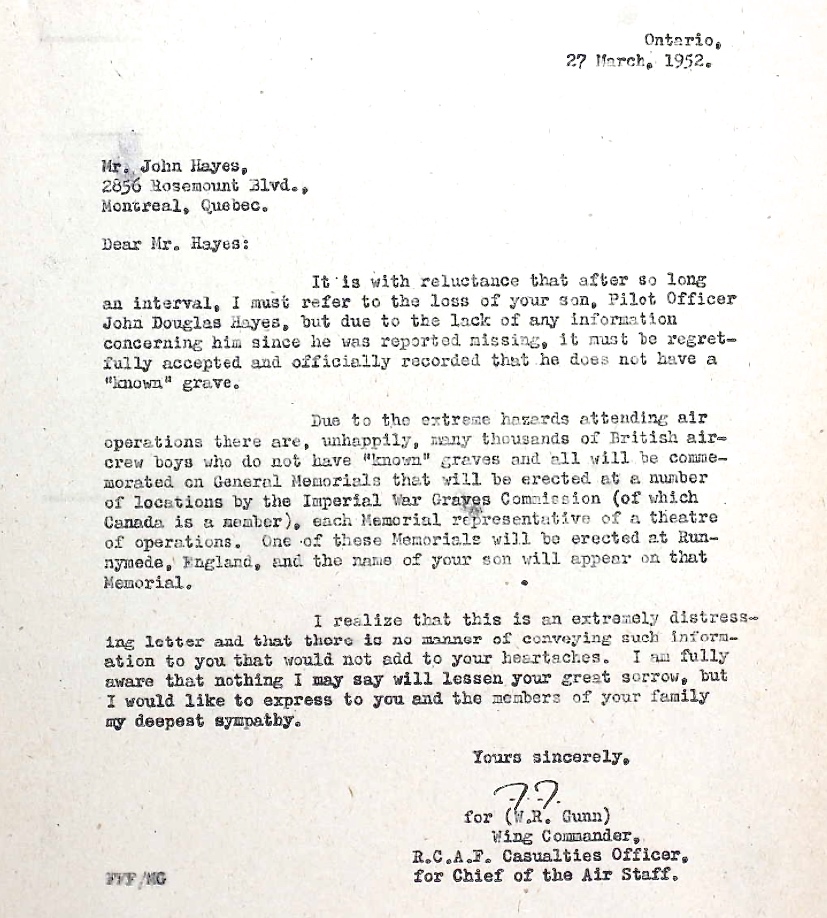 Ontario,
27 March, 1952.
Mr. John Hayes,
2856 Rosemount Blvd.,
Montreal, Quebec.
Dear Mr. Hayes:
It is with reluctance that after so long
an interval, I must refer to the loss of your son, Pilot Officer
John Douglas Hayes, but due to the lack of any information
concerning him since he was reported missing, it must be regret-
fully accepted and officially recorded that he does not have a
"known" grave.
Due to the extreme hazards attending air
operations there are, unhappily, many thousands of British air-
crew boys who do not have "known" graves and all will be comme-
morated on General Memorials that will be erected at a number
of locations by the Imperial War Graves Commission (of which
Canada is a member), each Memorial representative of a theatre
of operations. One of these Memorials will be erected at Run-
nymede, England, and the name of your son will appear on that
Memorial.
I realize that this is an extremely distress-
ing letter and that there is no manner of conveying such inform-
ation to you that would not add to your heartaches. I am fully
aware that nothing I may say will lessen your great sorrow, but
I would like to express to you and the members of your family
my deepest sympathy.
Yours sincerely,
for (W.R. Gunn)
Wing Commander,
R.C.A.F. Casualties Officer,
for Chief of the Air Staff.